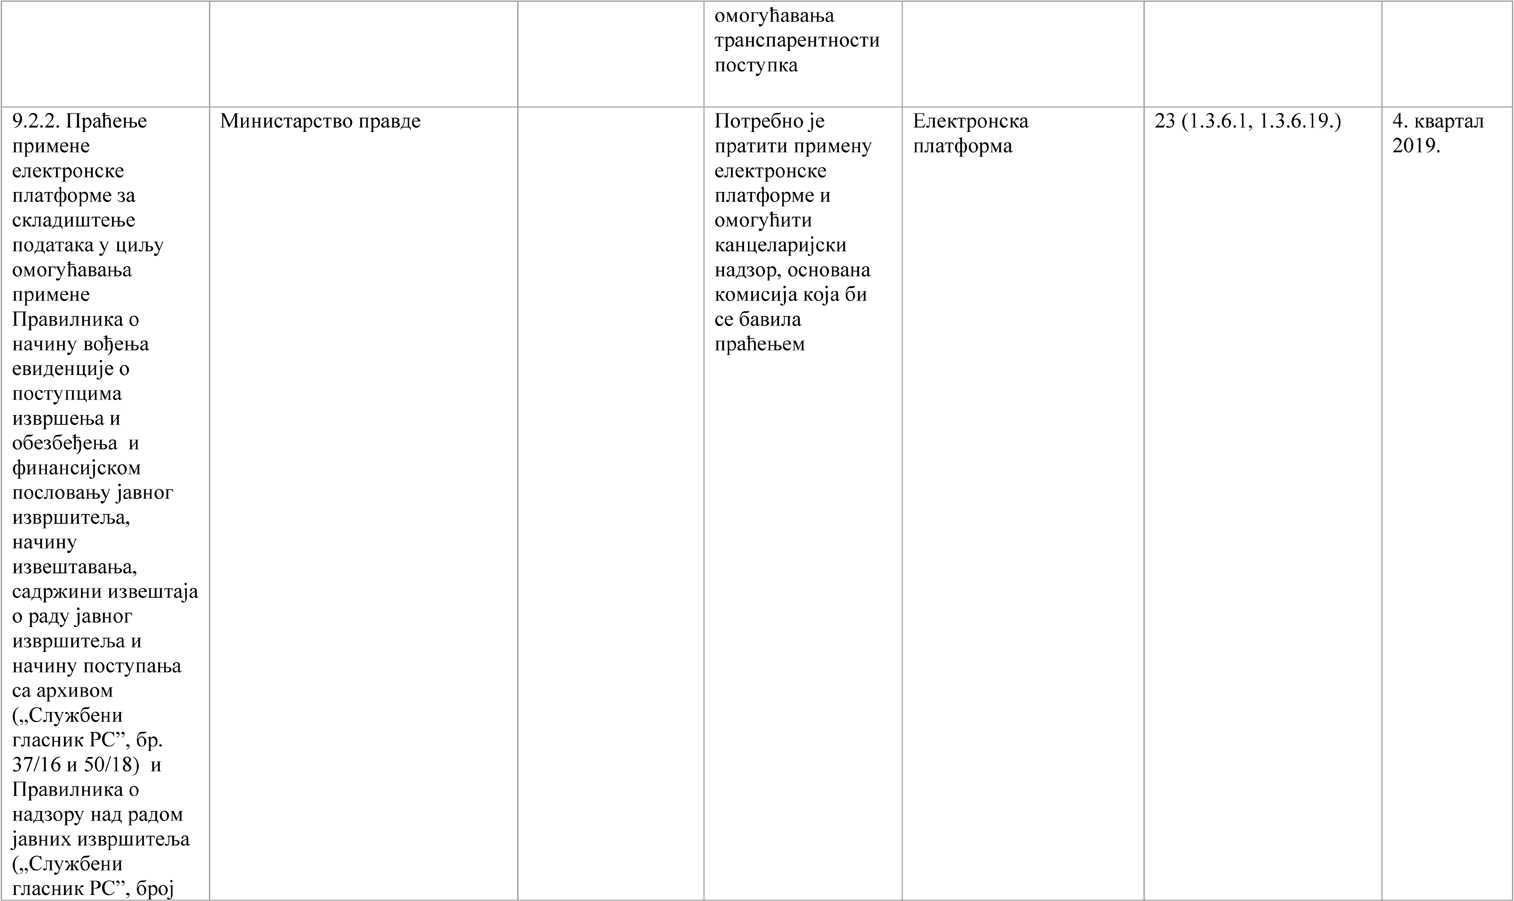 омогућавања
транспарентности
поступка
9.2.2. Праћење
примене
електронске
платформе за
складиштење
података у циљу
омогућавања
примене
Правилника о
начину вођења
евиденције о
поступцима
извршења и
обезбеђења  и
финансијском
пословању јавног
извршитеља,
начину
извештавања,
садржини извештаја
о раду јавног
извршитеља и
начину поступања
са архивом
(„Службени
гласник РС”, бр.
37/16 и 50/18)  и
Правилника о
надзору над радом
јавних извршитеља
(„Службени
гласник РС”, број
Министарство правде
Потребно је
пратити примену
електронске
платформе и
омогућити
канцеларијски
надзор, основана
комисија која би
се бавила
праћењем
Електронска
платформа
23 (1.3.6.1, 1.3.6.19.)
4. квартал
2019.